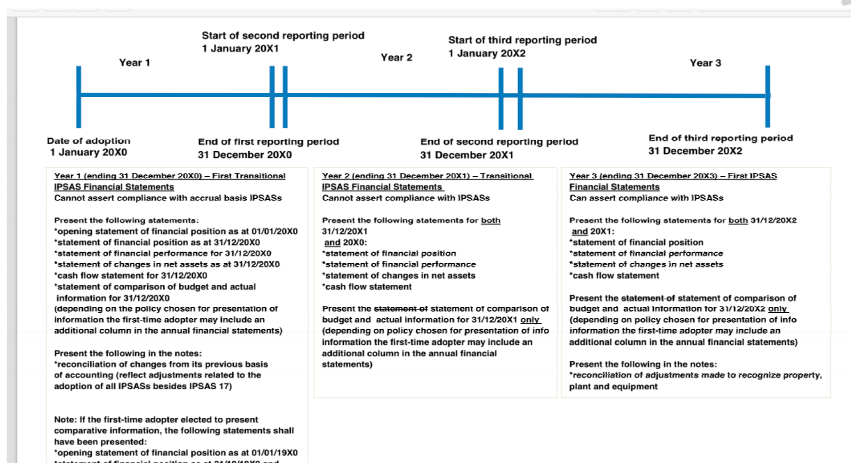 Start of second reporting period
1 January 20X1
Start of third reporting period
1 January 20X2
Year 1
Year 2
Year 3
Date of adoption
1 January 20X0
End of first reporting period
31 December 20X0
End of second reporting period
31 December 20X1
End of third reporting period
31 December 20X2
Year 1 (ending 31 December 20X0) – First Transitional
IPSAS Financial Statements
Cannot assert compliance with accrual basis IPSASs
Present the following statements:
*opening statement of financial position as at 01/01/20X0
*statement of financial position as at 31/12/20X0
*statement of financial performance for 31/12/20X0
*statement of changes in net assets as at 31/12/20X0
*cash flow statement for 31/12/20X0
*statement of comparison of budget and actual
information for 31/12/20X0
(depending on the policy chosen for presentation of
information the first-time adopter may include an
additional column in the annual financial statements)
Present the following in the notes:
*reconciliation of changes from its previous basis
of accounting (reflect adjustments related to the
adoption of all IPSASs besides IPSAS 17)
Note: If the first-time adopter elected to present
comparative information, the following statements shall
have been presented:
*opening statement of financial position as at 01/01/19X0
Year 2 (ending 31 December 20X1) – Transitional
IPSAS Financial Statements
Cannot assert compliance with IPSASs
Present the following statements for both
31/12/20X1
and 20X0:
*statement of financial position
*statement of financial performance
*statement of changes in net assets
*cash flow statement
Present the statement of statement of comparison of
budget and actual information for 31/12/20X1 only
(depending on policy chosen for presentation of info
information the first-time adopter may include an
additional column in the annual financial
statements)
Year 3 (ending 31 December 20X3) – First IPSAS
Financial Statements
Can assert compliance with IPSASs
Present the following statements for both 31/12/20X2
and 20X1:
*statement of financial position
*statement of financial performance
*statement of changes in net assets
*cash flow statement
Present the statement of statement of comparison of
budget and actual information for 31/12/20X2 only
(depending on policy chosen for presentation of info
information the first-time adopter may include an
additional column in the annual financial statements)
Present the following in the notes:
*reconciliation of adjustments made to recognize property,
plant and equipment